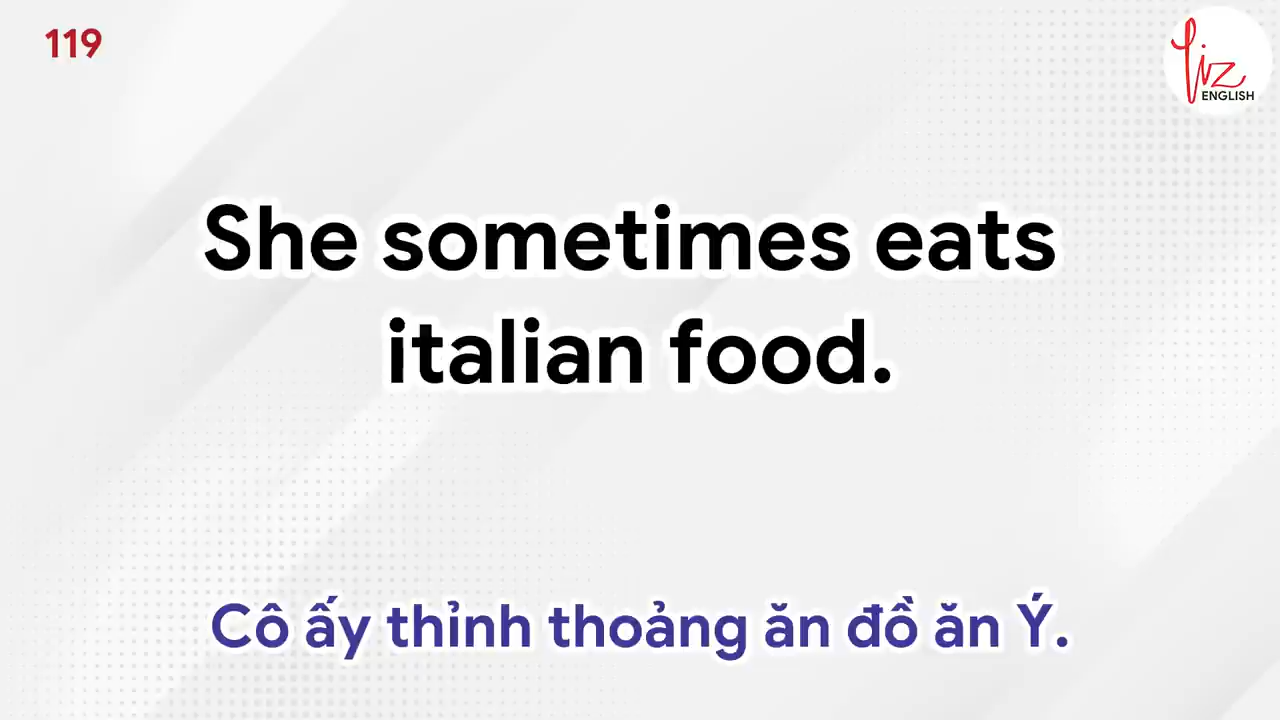 119
Liz
ENGLISH
She sometimes eats
italian food.
Cô ấy thỉnh thoảng ăn đồ ăn Ý.